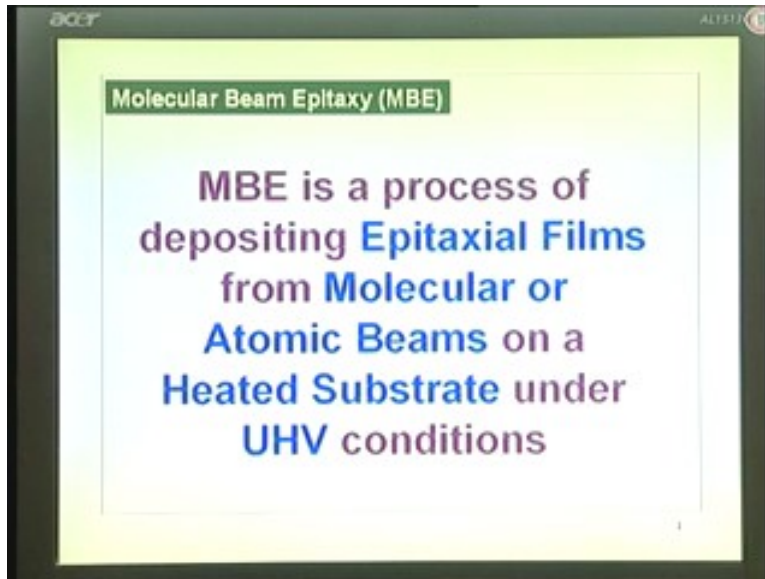 acer
Molecular Beam Epitaxy (MBE)
MBE is a process of
depositing Epitaxial Films
from Molecular or
Atomic Beams on a
Heated Substrate under
UHV conditions
1